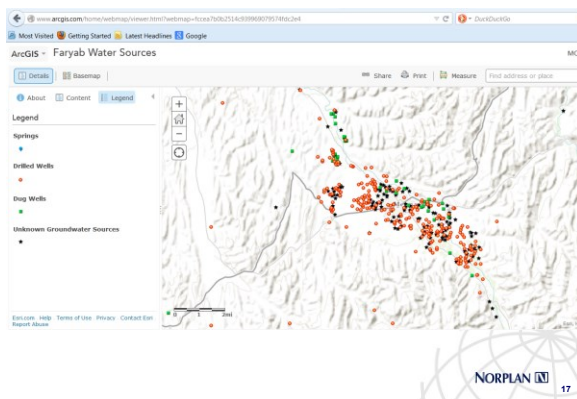 www.arcgis.com/home/webmap/viewer.html?webmap=fccea7b0b2514c939969079574fdc2e4
DuckDuckGo
Most Visited Getting Started Latest Headlines Google
ArcGIS Faryab Water Sources
Details Basemap Share Print Measure Find address or place
About Content Legend
Legend
Springs
Drilled Wells
Dug Wells
Unknown Groundwater Sources
0 1 2mi
Esri.com Help Terms of Use Privacy Contact Esri
Report Abuse
NORPLAN N
17